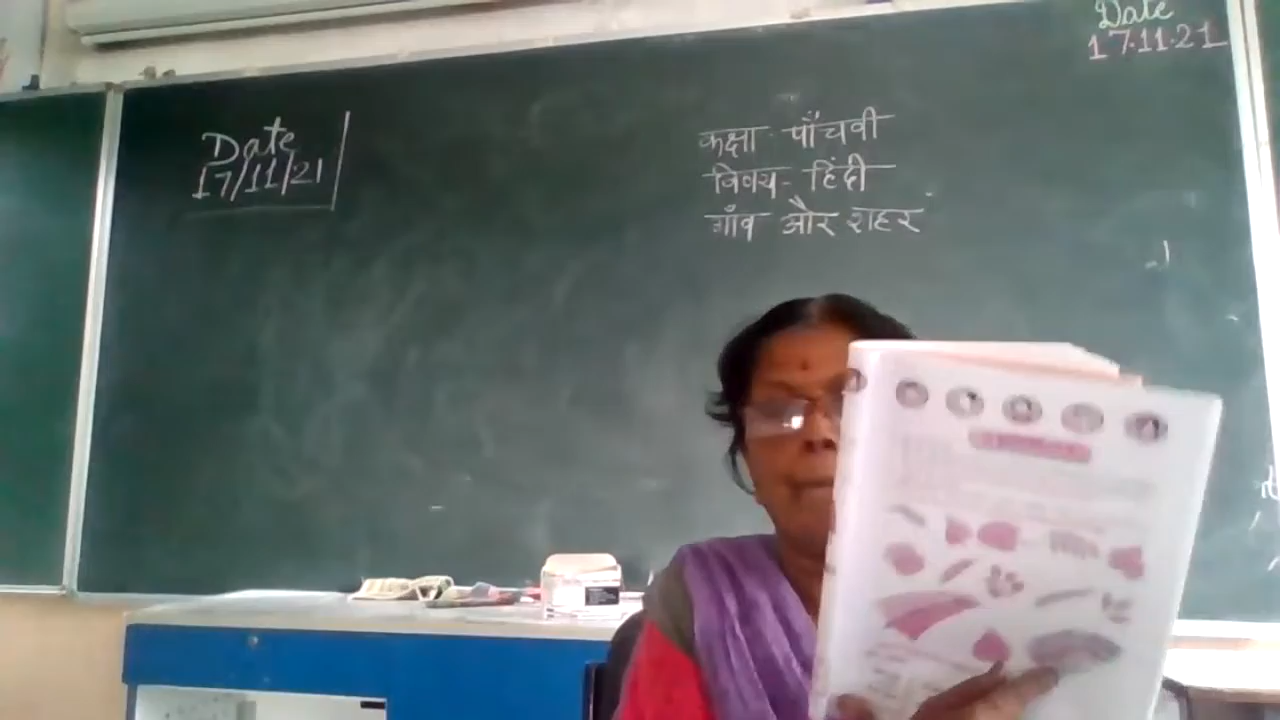 Date
17/11/21
कक्षा - पाँचवी
विषय - हिंदी
गाँव और शहर
Date
17.11.21